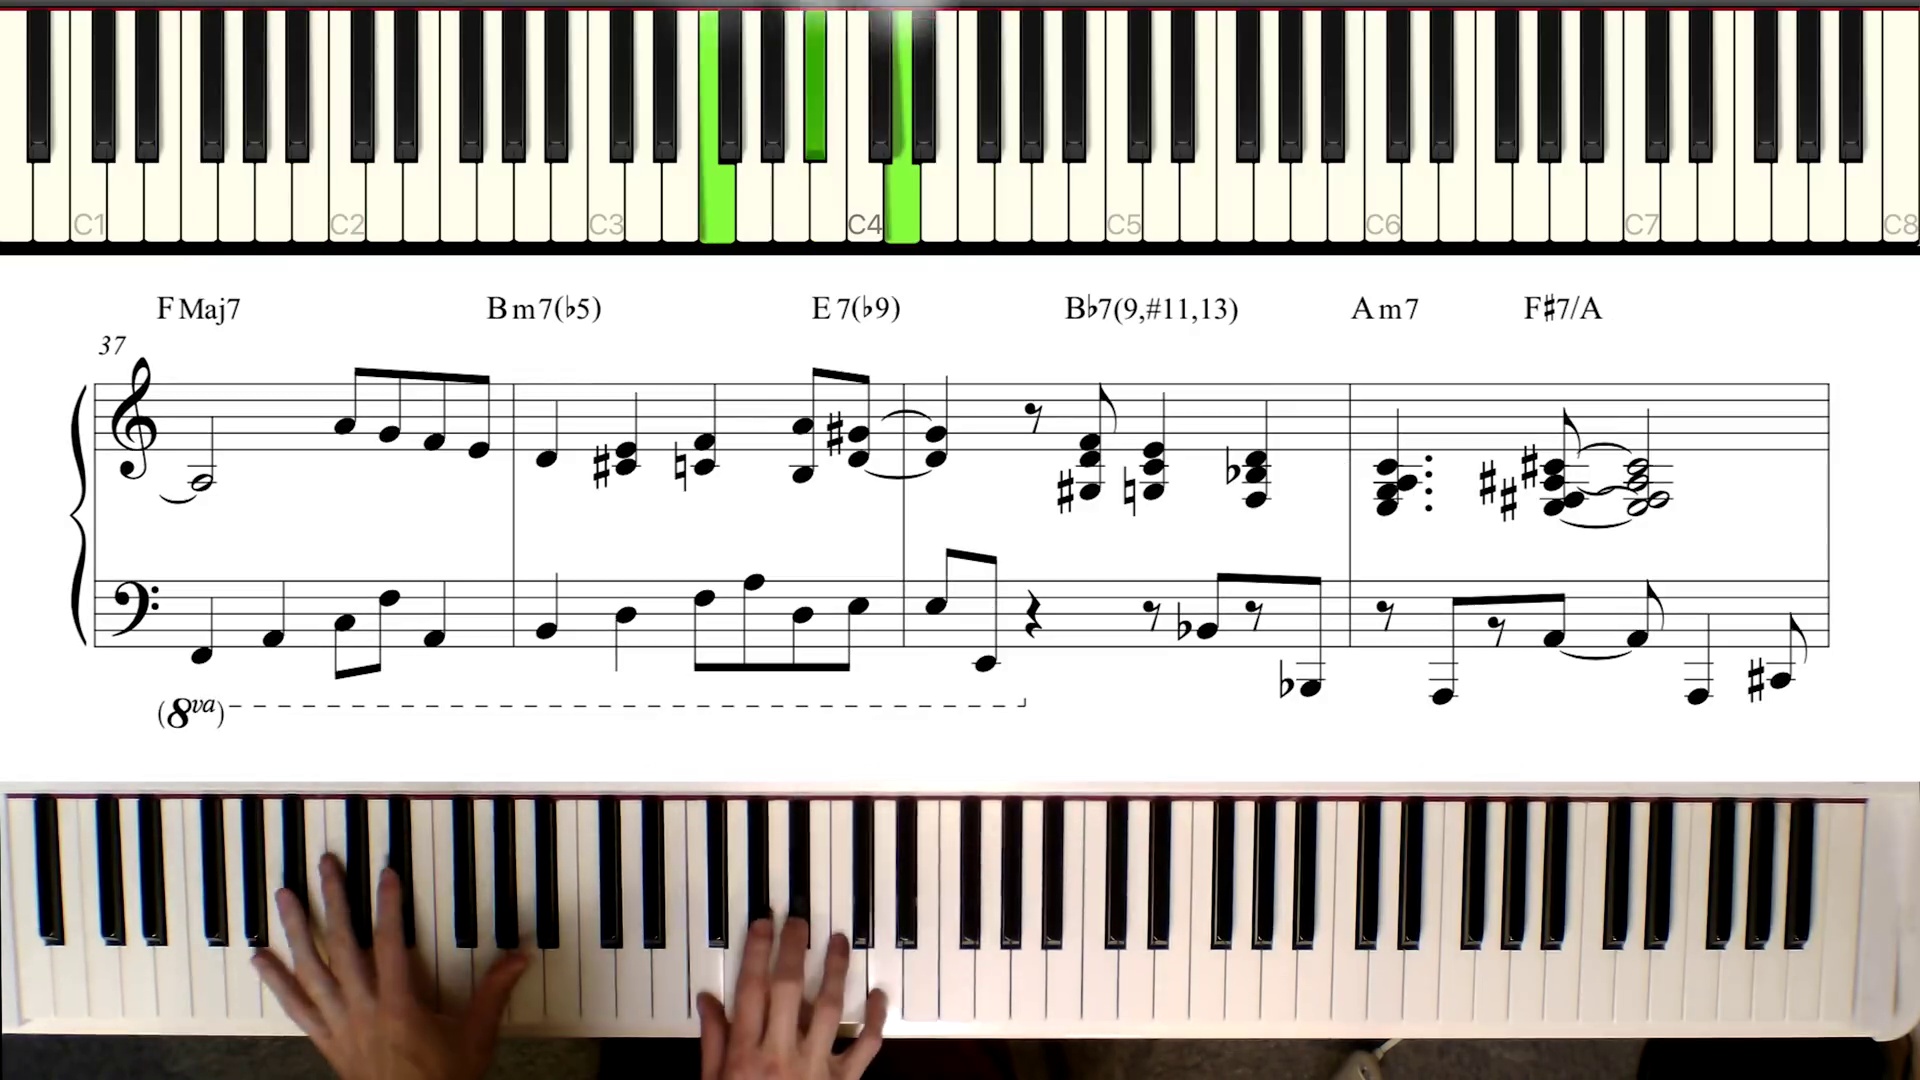 C1 C2 C3 C4 C5 C6 C7 C8
F Maj7 B m7(♭5) E 7(♭9) B♭7(9,#11,13) A m7 F♯7/A
37
(8va)